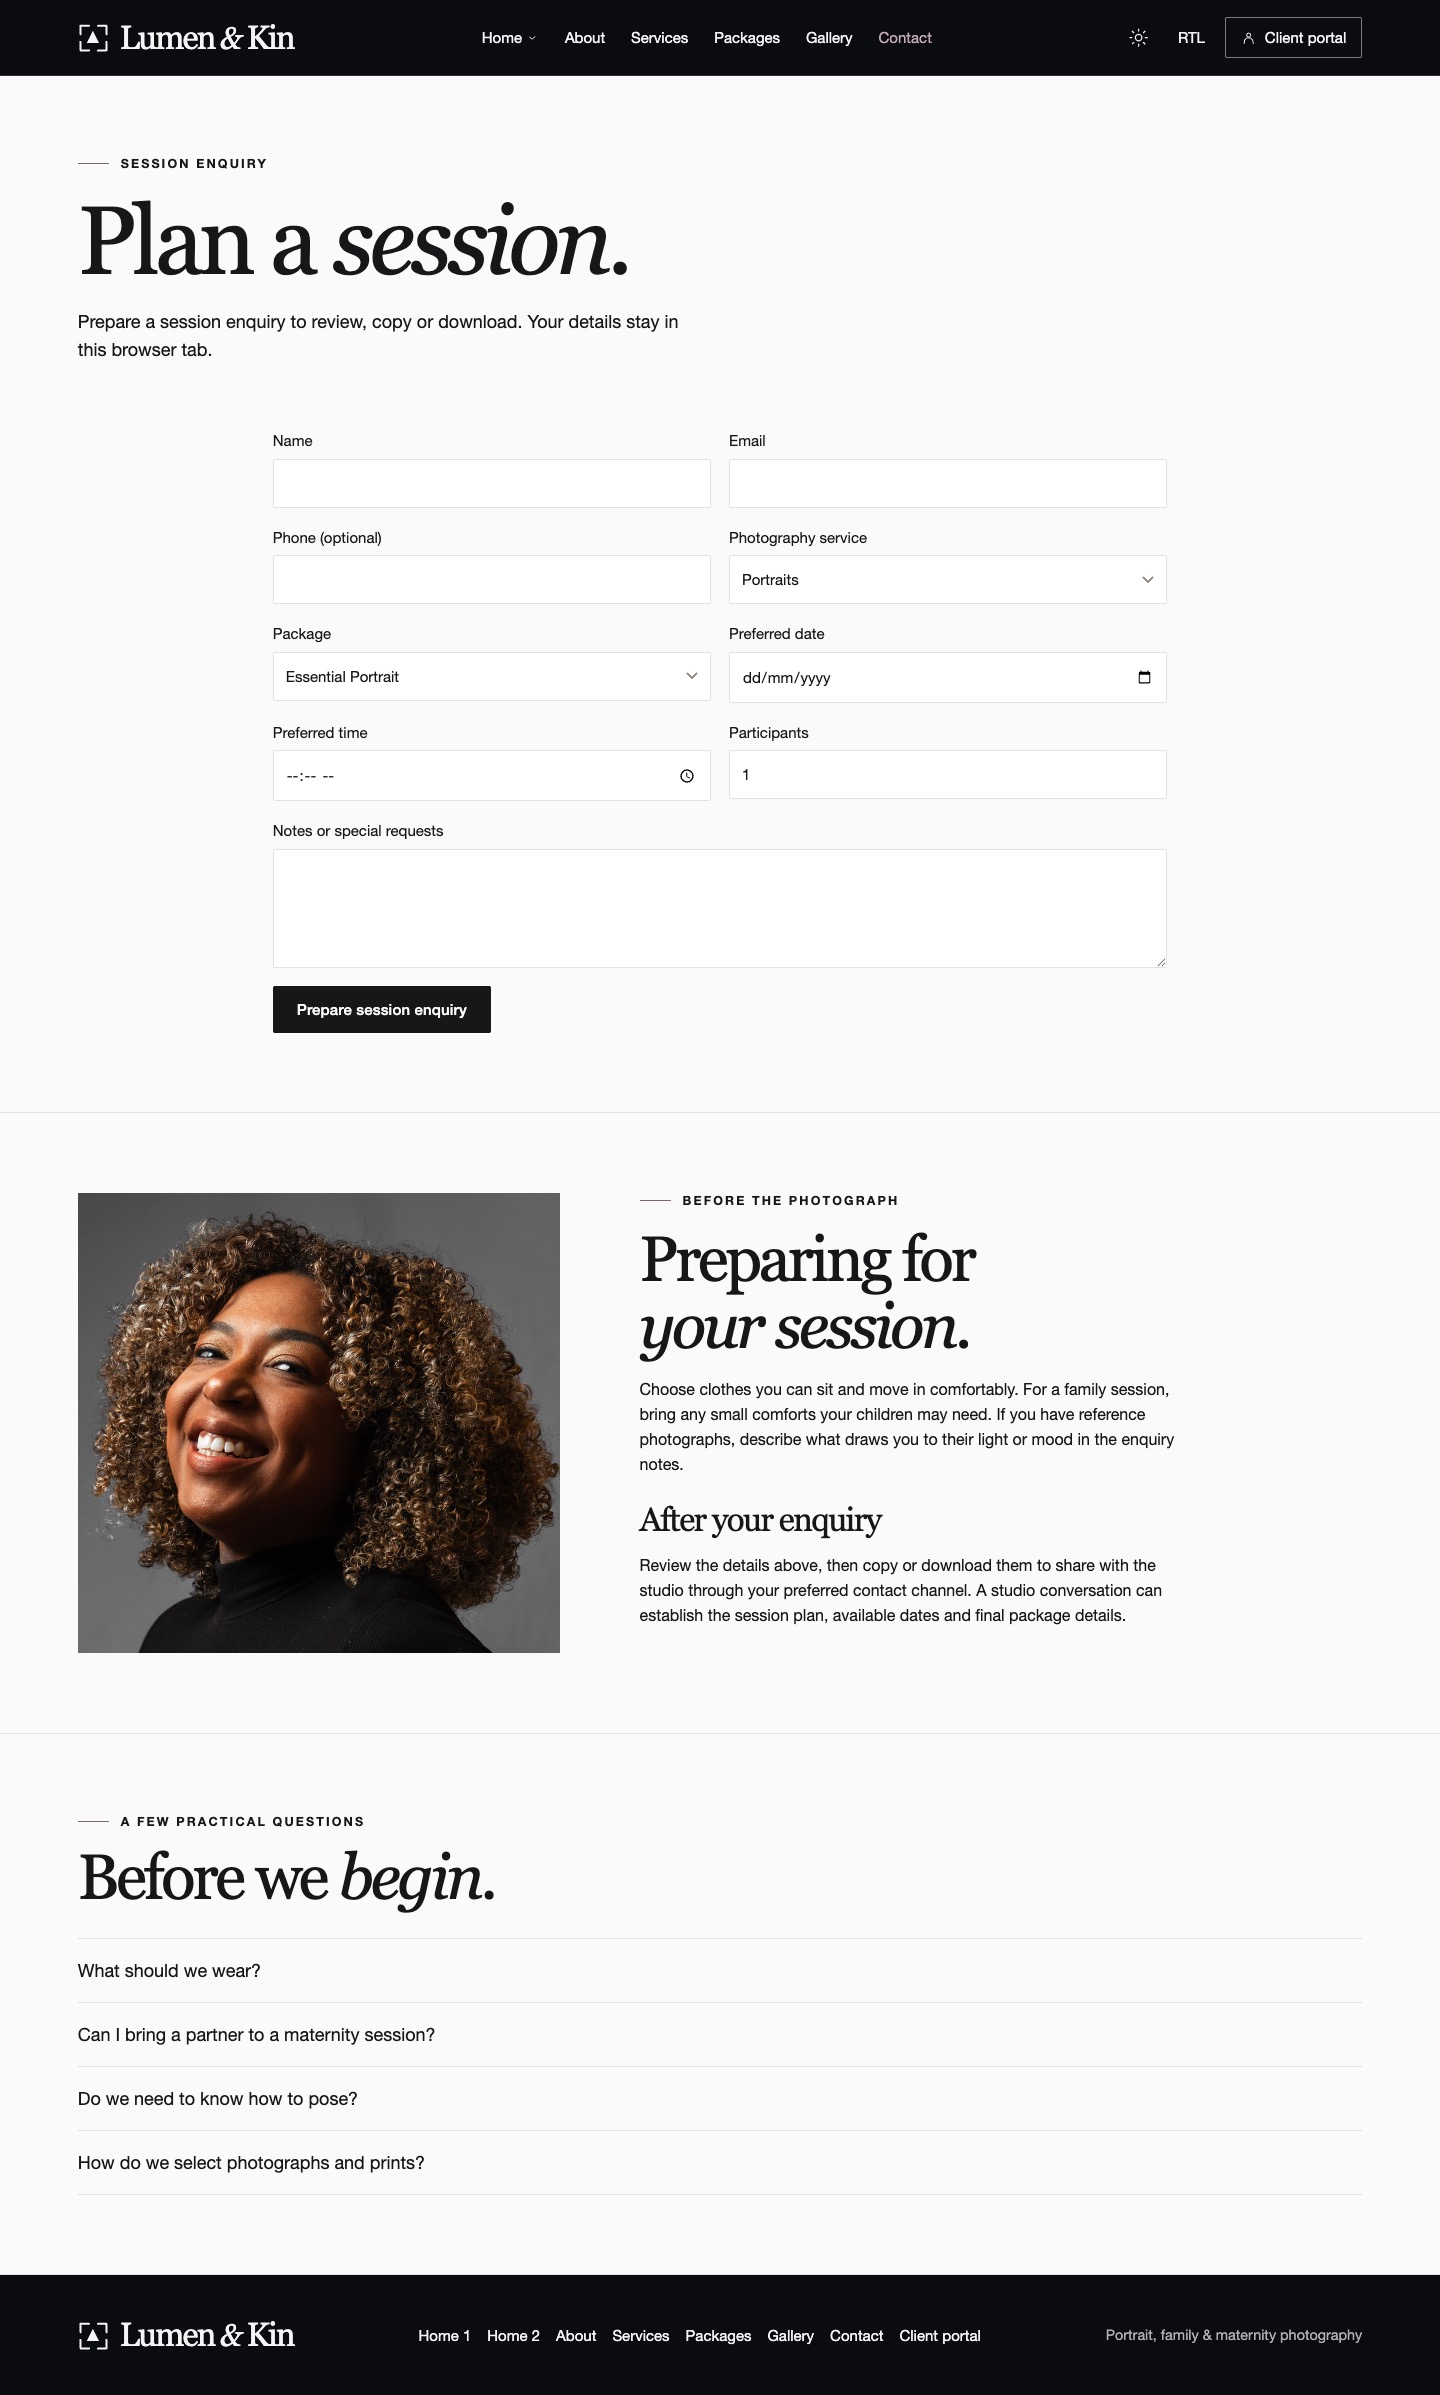 Lumen & Kin
Home
About
Services
Packages
Gallery
Contact
RTL
Client portal
SESSION ENQUIRY
Plan a session.
Prepare a session enquiry to review, copy or download. Your details stay in
this browser tab.
Name
Email
Phone (optional)
Photography service
Portraits
Package
Preferred date
Essential Portrait
dd/mm/yyyy
Preferred time
Participants
--:-- --
1
Notes or special requests
Prepare session enquiry
BEFORE THE PHOTOGRAPH
Preparing for
your session.
Choose clothes you can sit and move in comfortably. For a family session,
bring any small comforts your children may need. If you have reference
photographs, describe what draws you to their light or mood in the enquiry
notes.
After your enquiry
Review the details above, then copy or download them to share with the
studio through your preferred contact channel. A studio conversation can
establish the session plan, available dates and final package details.
A FEW PRACTICAL QUESTIONS
Before we begin.
What should we wear?
Can I bring a partner to a maternity session?
Do we need to know how to pose?
How do we select photographs and prints?
Lumen & Kin
Home 1
Home 2
About
Services
Packages
Gallery
Contact
Client portal
Portrait, family & maternity photography